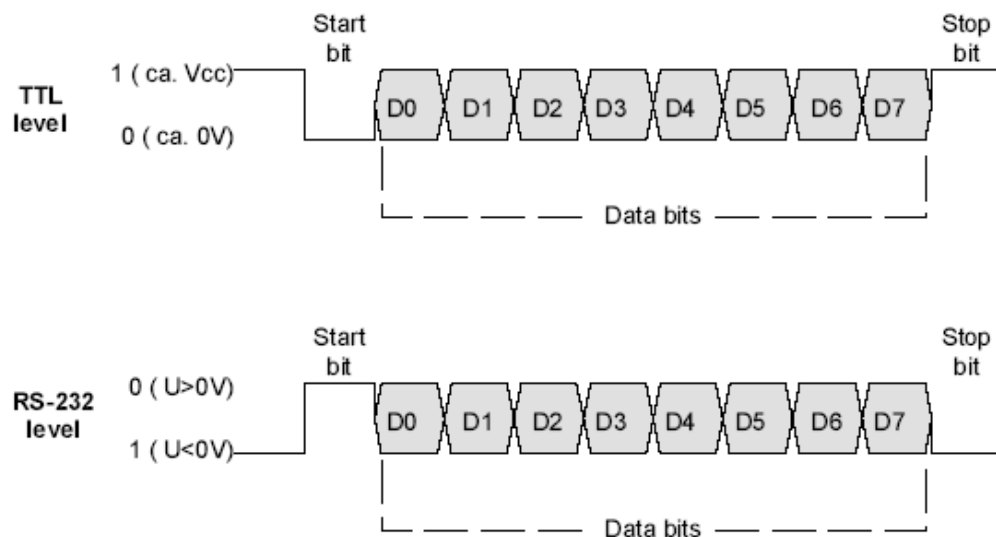 Start
bit
Stop
bit
1 ( ca. Vcc)
TTL
level
0 ( ca. 0V)
D0 D1 D2 D3 D4 D5 D6 D7
Data bits
Start
bit
Stop
bit
0 ( U>0V)
RS-232
level
1 ( U<0V)
D0 D1 D2 D3 D4 D5 D6 D7
Data bits